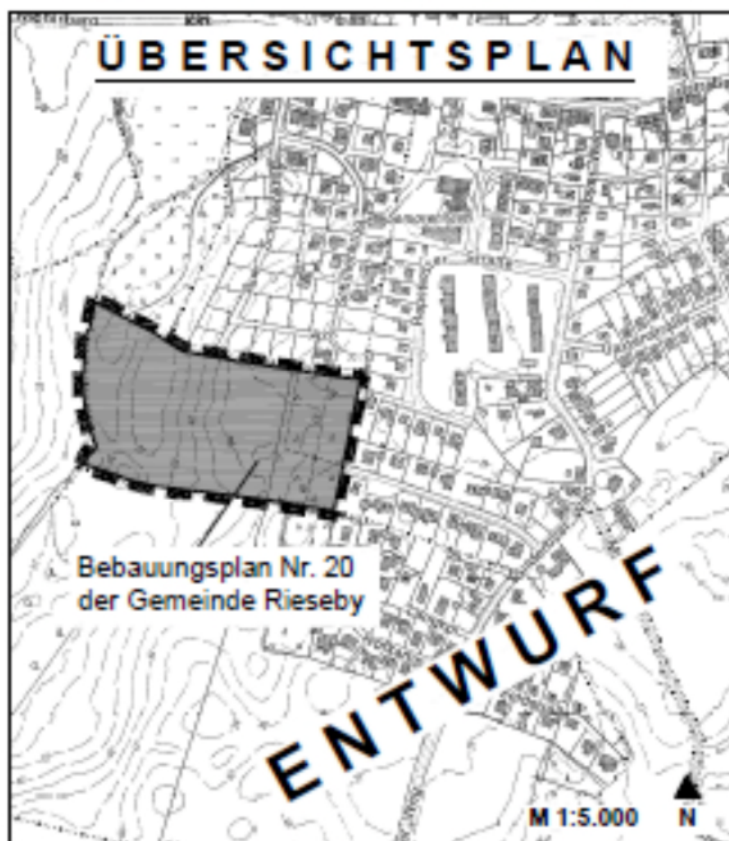 ÜBERSICHTSPLAN
Bebauungsplan Nr. 20
der Gemeinde Rieseby
ENTWURF
M 1:5.000 N